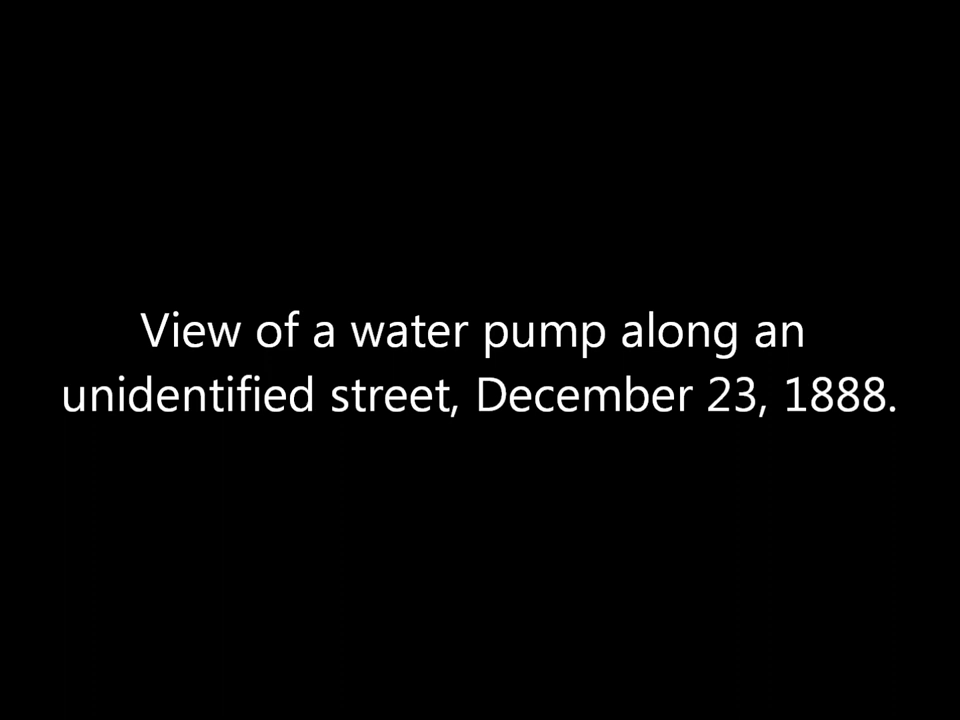 View of a water pump along an
unidentified street, December 23, 1888.